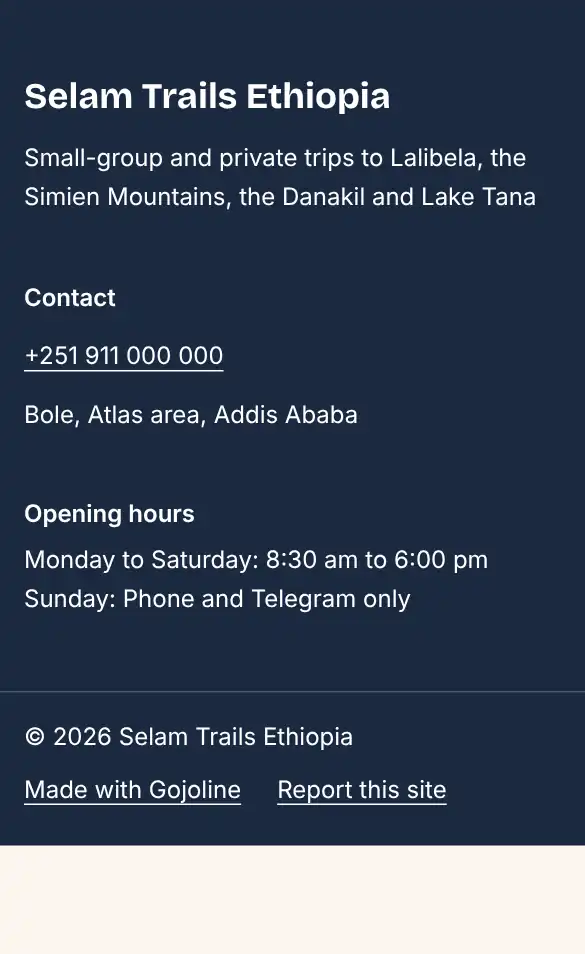 Selam Trails Ethiopia
Small-group and private trips to Lalibela, the
Simien Mountains, the Danakil and Lake Tana
Contact
+251 911 000 000
Bole, Atlas area, Addis Ababa
Opening hours
Monday to Saturday: 8:30 am to 6:00 pm
Sunday: Phone and Telegram only
© 2026 Selam Trails Ethiopia
Made with Gojoline Report this site